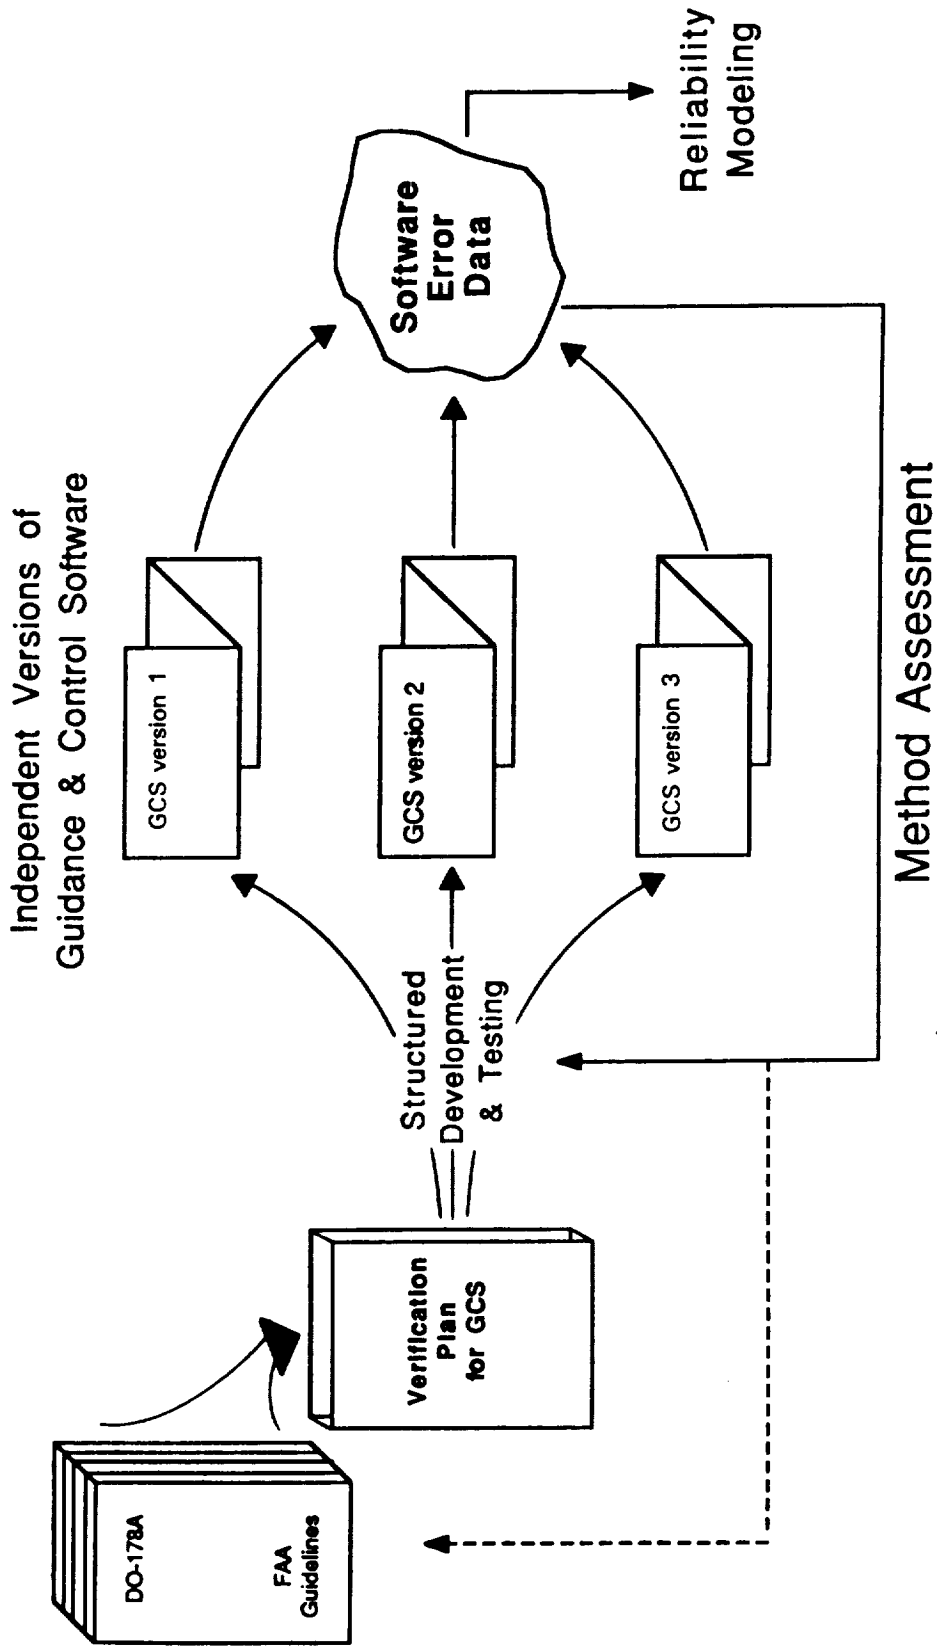 Independent Versions of
Guidance & Control Software
DO-178A
FAA
Guidelines
Verification
Plan
for GCS
Structured
Development
& Testing
GCS version 1
GCS version 2
GCS version 3
Software
Error
Data
Reliability
Modeling
Method Assessment